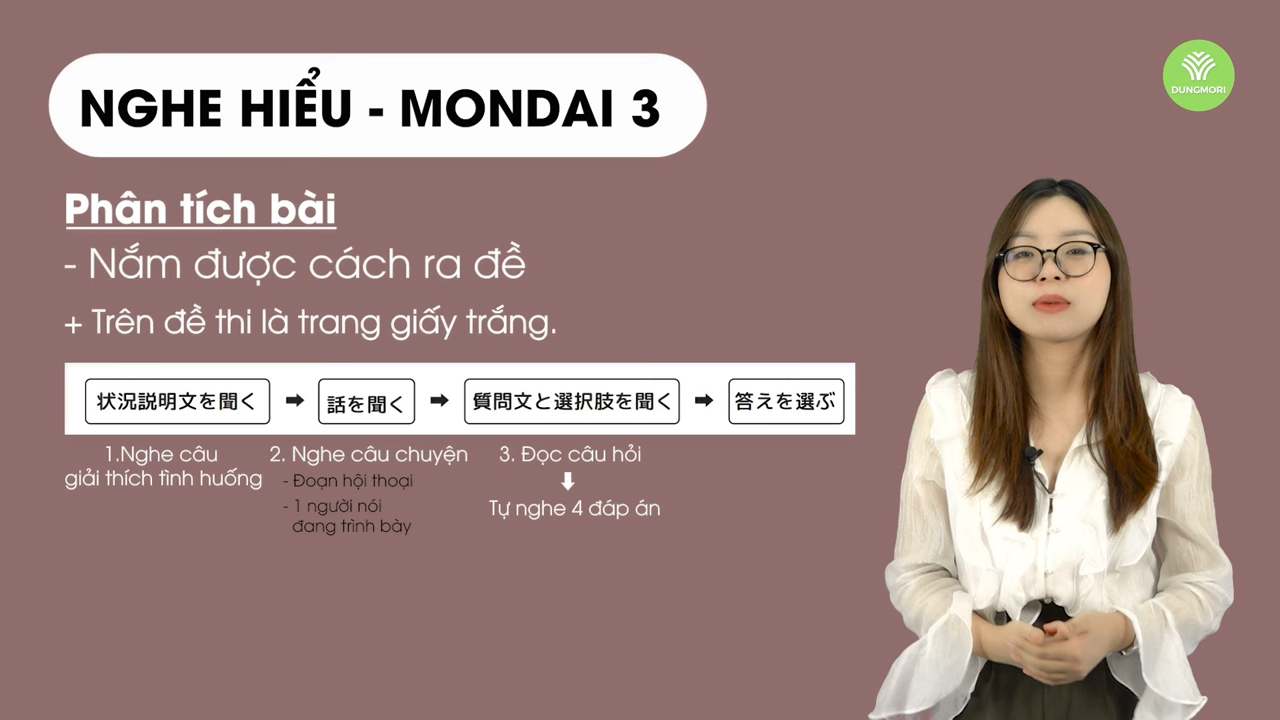 NGHE HIỂU - MONDAI 3
DUNGMORI
Phân tích bài
- Nắm được cách ra đề
+ Trên đề thi là trang giấy trắng.
状況説明文を聞く ➡ 話を聞く ➡ 質問文と選択肢を聞く ➡ 答えを選ぶ
1.Nghe câu
giải thích tình huống
2. Nghe câu chuyện
- Đoạn hội thoại
- 1 người nói
đang trình bày
3. Đọc câu hỏi
Tự nghe 4 đáp án